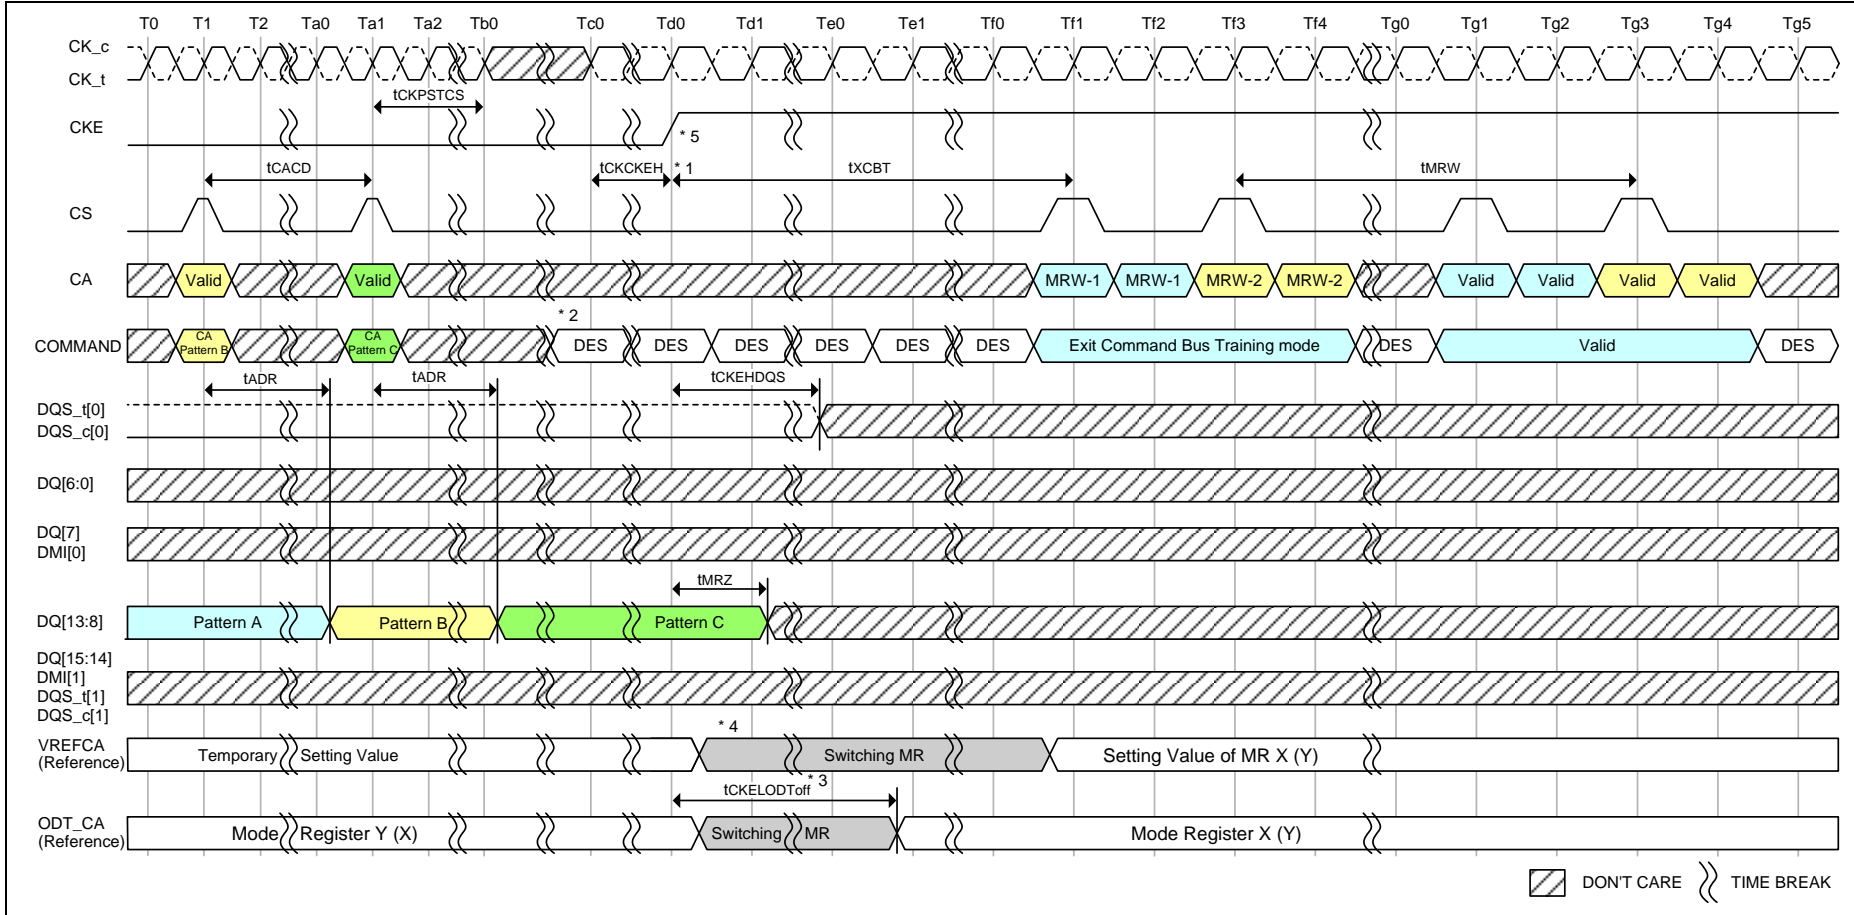 T0 T1 T2 Ta0 Ta1 Ta2 Tb0 Tc0 Td0 Td1 Te0 Te1 Tf0 Tf1 Tf2 Tf3 Tf4 Tg0 Tg1 Tg2 Tg3 Tg4 Tg5
CK_c
CK_t
tCKPSTCS
CKE
* 5
tCACD tCKCKEH * 1 tXCBT tMRW
CS
CA Valid Valid MRW-1 MRW-1 MRW-2 MRW-2 Valid Valid Valid Valid
* 2
COMMAND CA Pattern B CA Pattern C DES DES DES DES DES DES Exit Command Bus Training mode DES Valid DES
tADR tADR tCKEHDQS
DQS_t[0]
DQS_c[0]
DQ[6:0]
DQ[7]
DMI[0]
tMRZ
DQ[13:8] Pattern A Pattern B Pattern C
DQ[15:14]
DMI[1]
DQS_t[1]
DQS_c[1]
* 4
VREFCA
(Reference) Temporary Setting Value Switching MR Setting Value of MR X (Y)
tCKELODToff * 3
ODT_CA
(Reference) Mode Register Y (X) Switching MR Mode Register X (Y)
DON'T CARE TIME BREAK